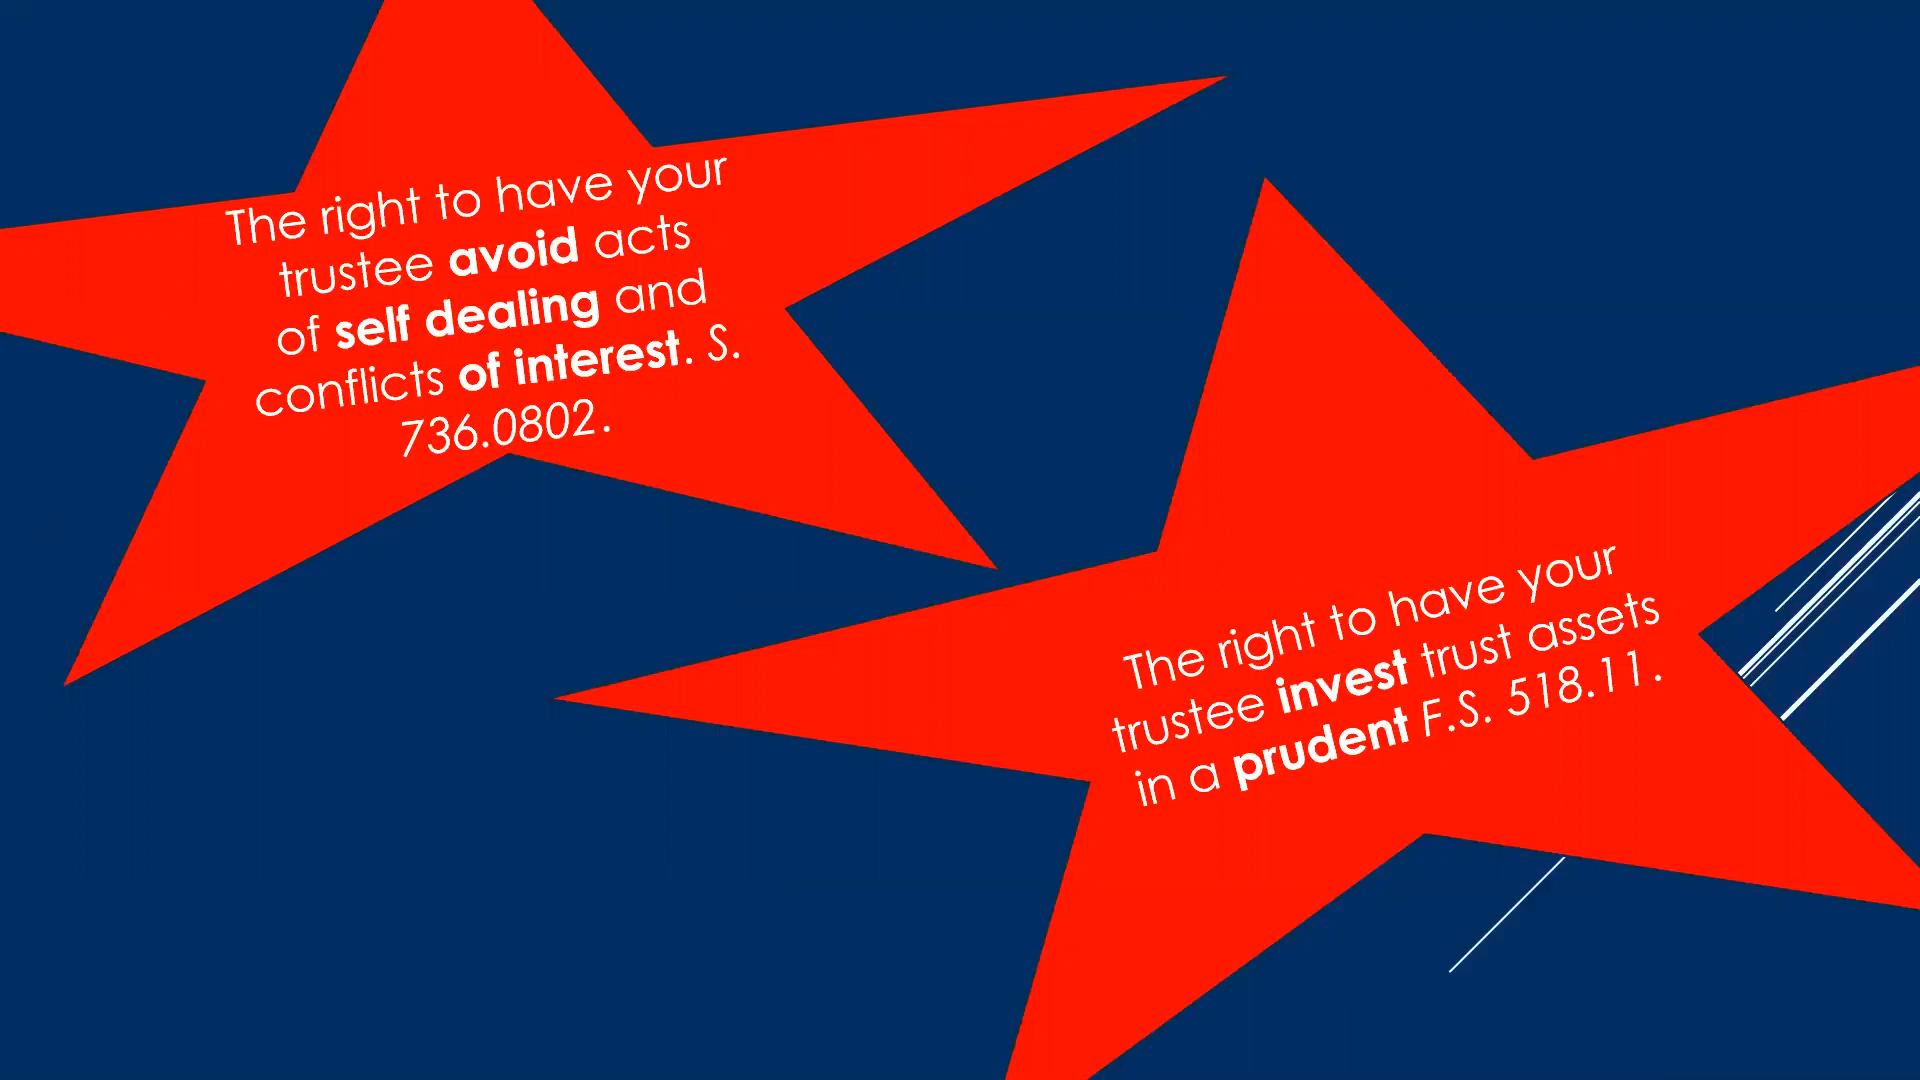 The right to have your
trustee avoid acts
of self dealing and
conflicts of interest. S.
736.0802.
The right to have your
trustee invest trust assets
in a prudent F.S. 518.11.